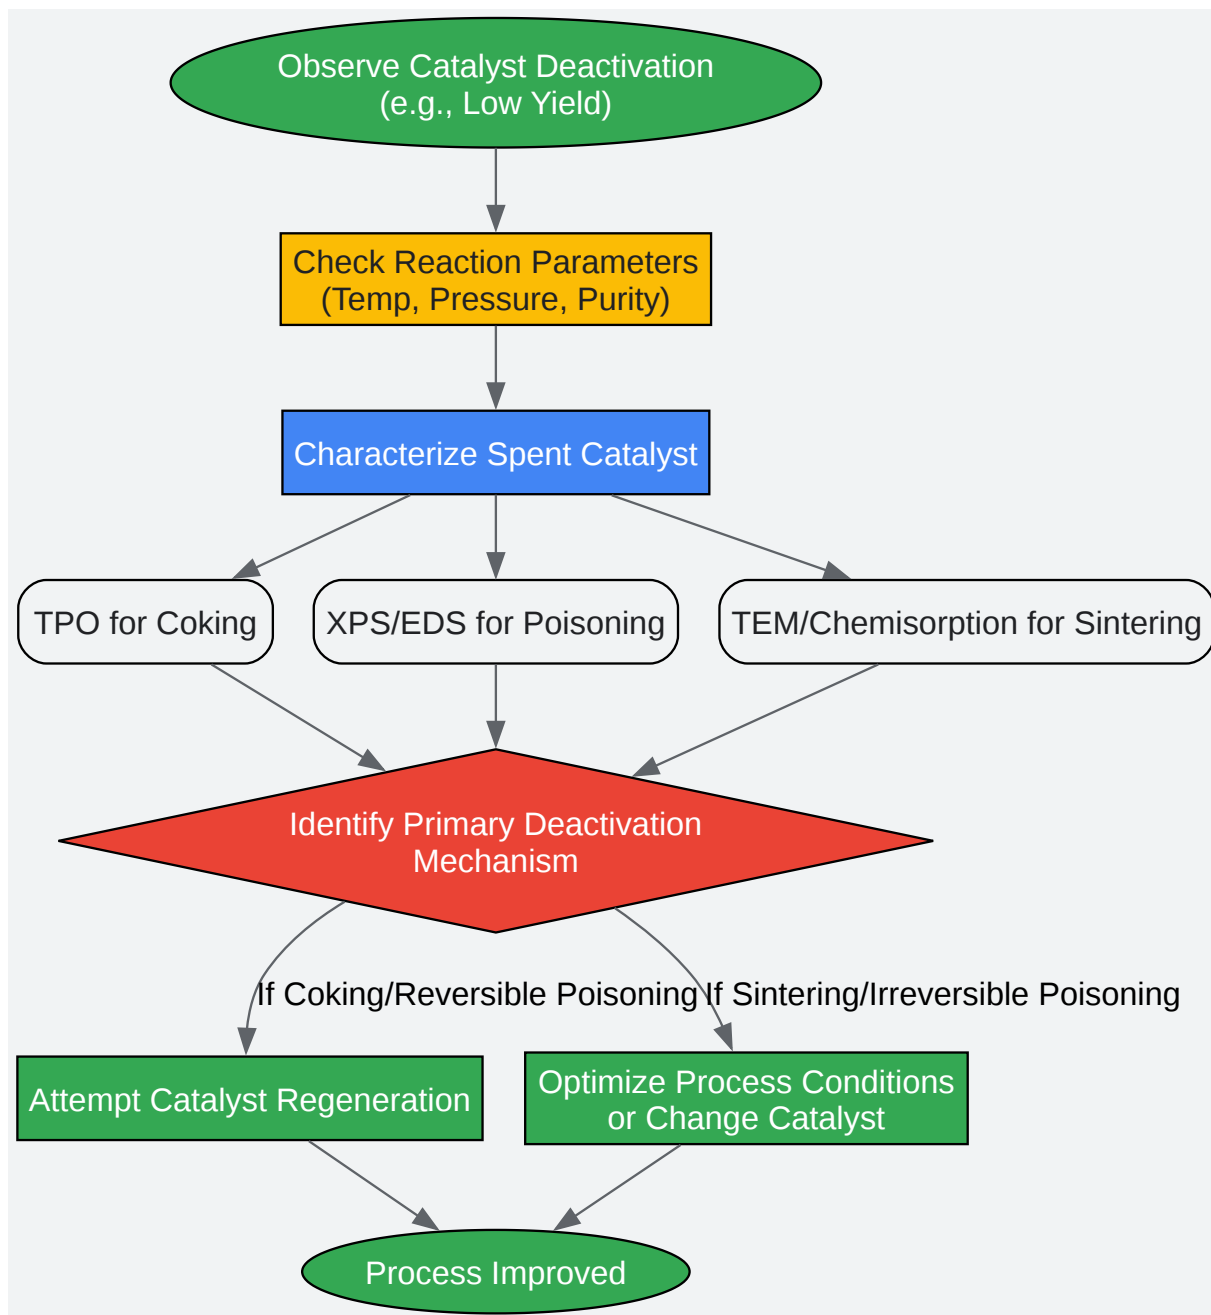 Observe Catalyst Deactivation
(e.g., Low Yield)
Check Reaction Parameters
(Temp, Pressure, Purity)
Characterize Spent Catalyst
TPO for Coking
XPS/EDS for Poisoning
TEM/Chemisorption for Sintering
Identify Primary Deactivation
Mechanism
If Coking/Reversible Poisoning
If Sintering/Irreversible Poisoning
Attempt Catalyst Regeneration
Optimize Process Conditions
or Change Catalyst
Process Improved